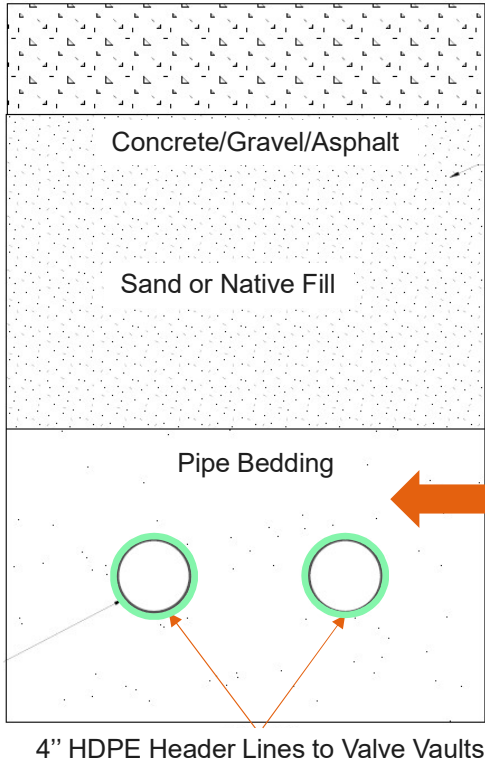 Concrete/Gravel/Asphalt
Sand or Native Fill
Pipe Bedding
4’’ HDPE Header Lines to Valve Vaults